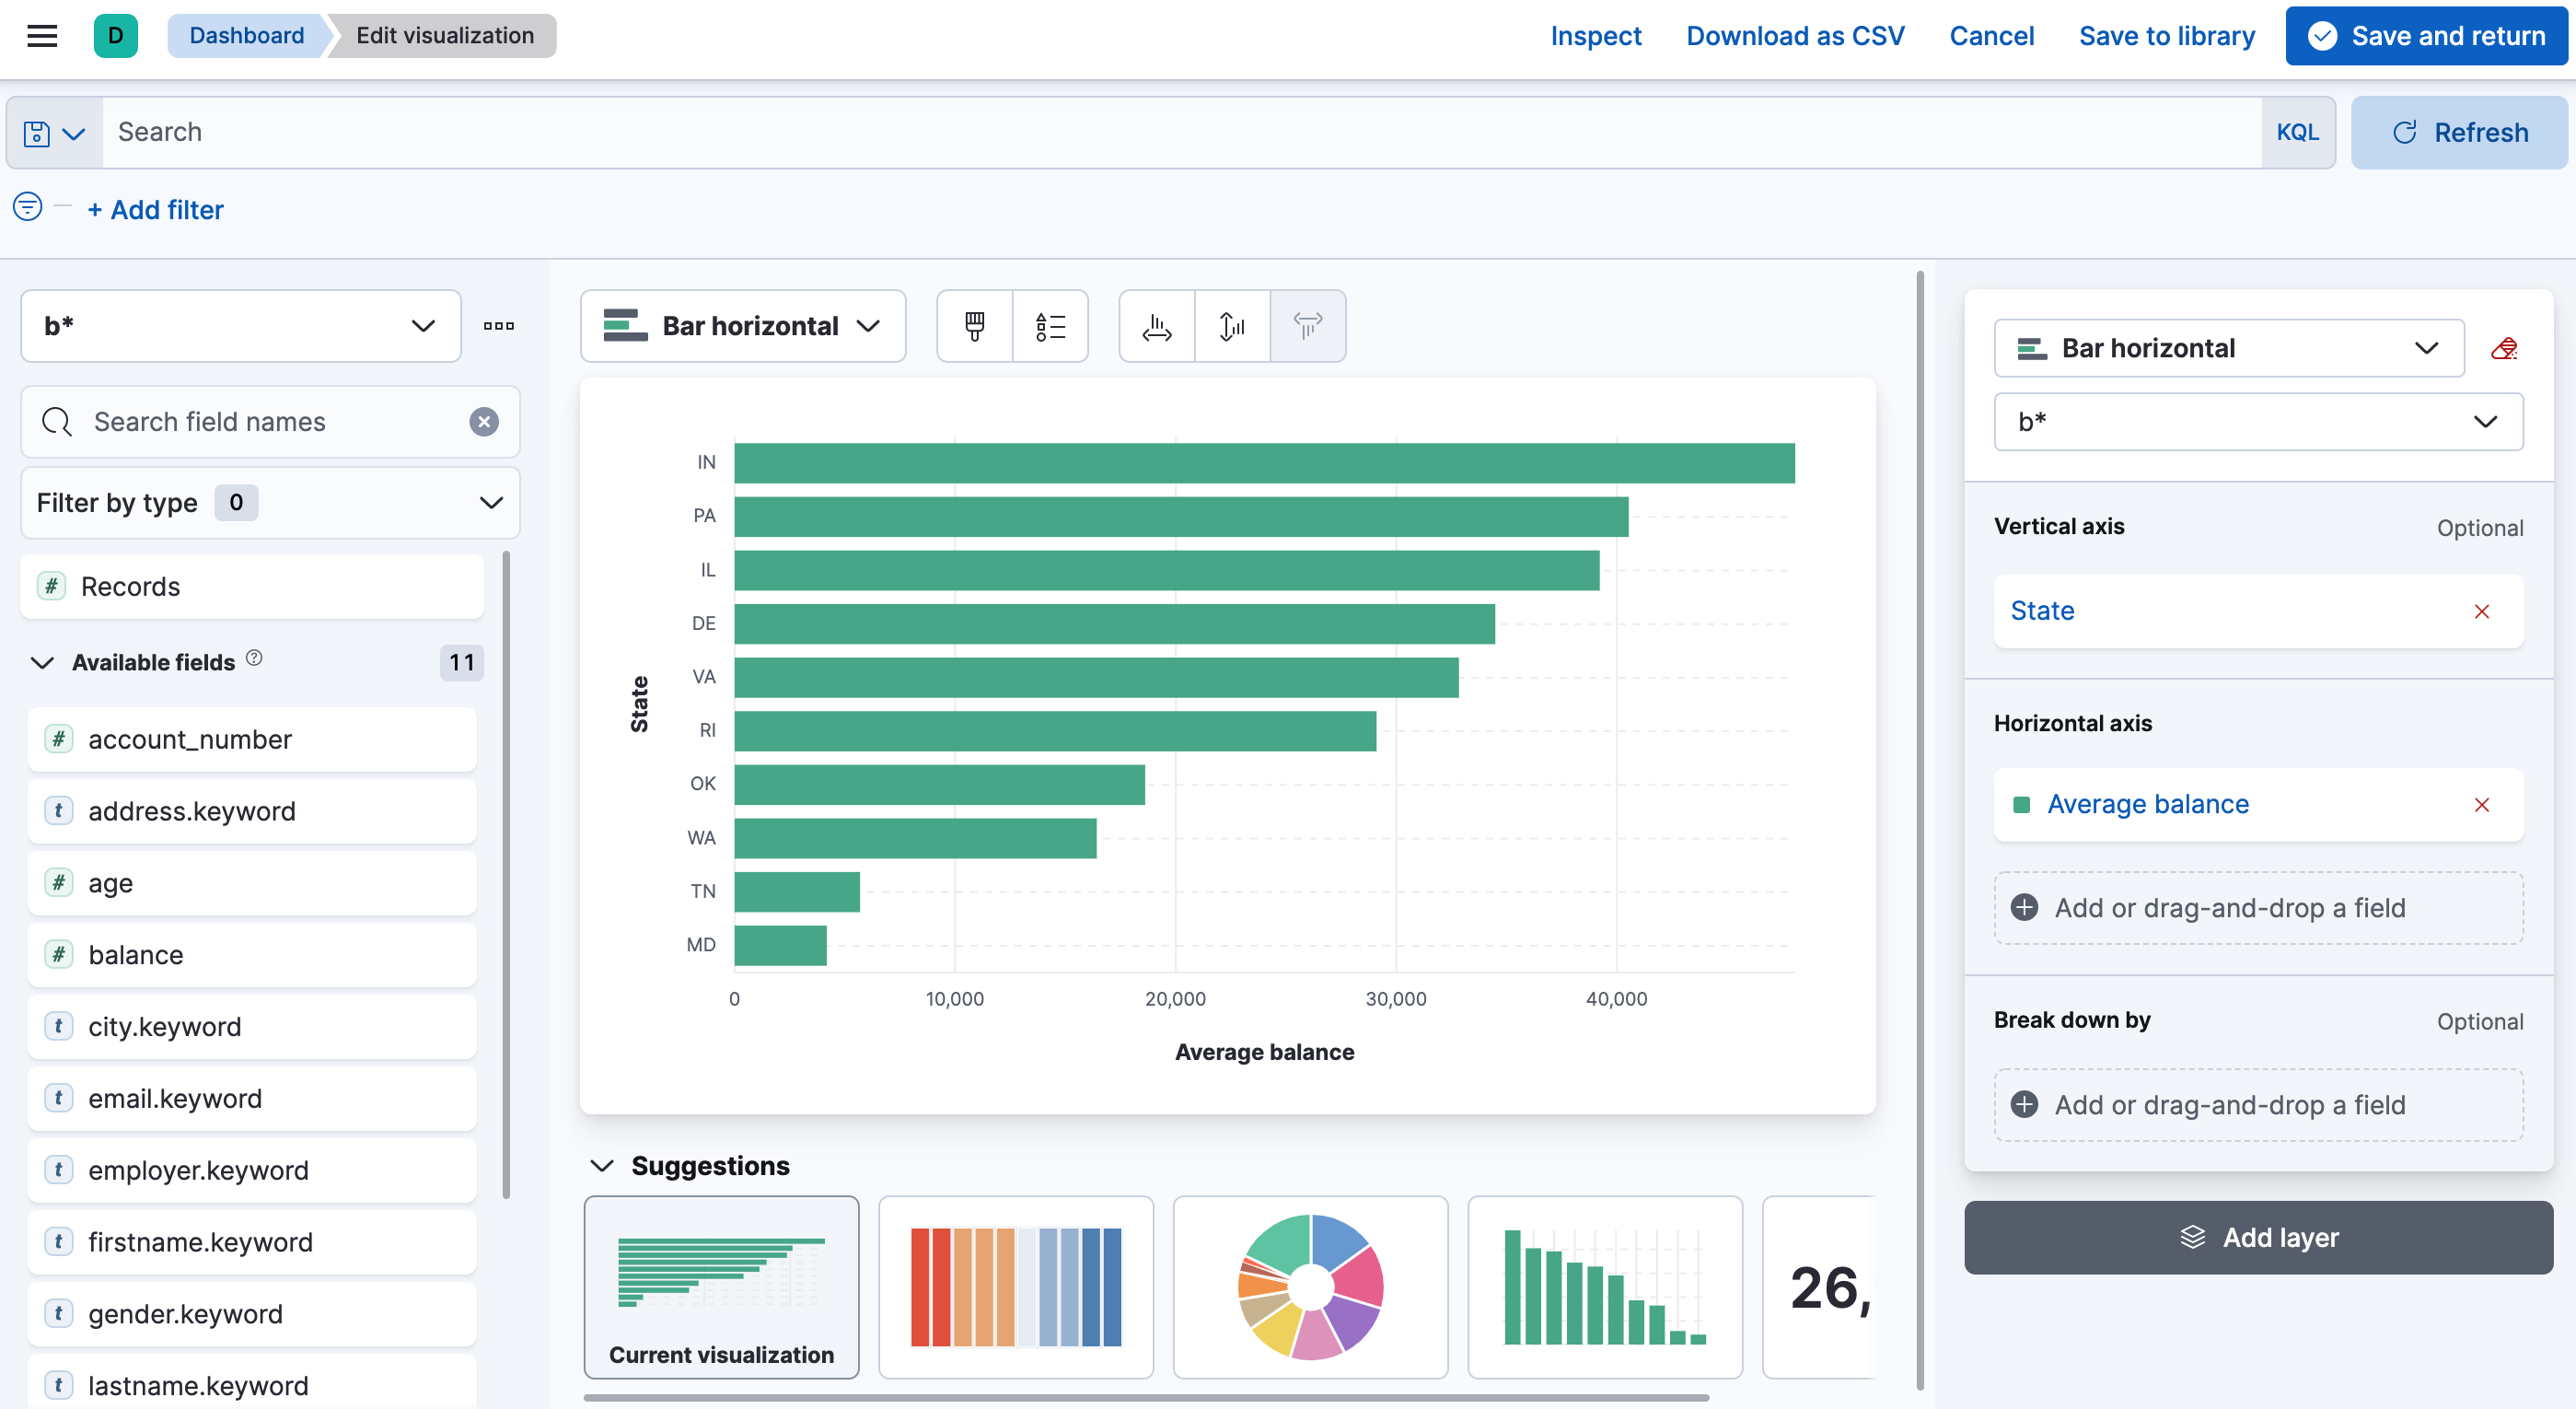 D Dashboard Edit visualization Inspect Download as CSV Cancel Save to library Save and return
Search KQL Refresh
+ Add filter
b*
Search field names
Filter by type 0
# Records
Available fields ? 11
# account_number
t address.keyword
# age
# balance
t city.keyword
t email.keyword
t employer.keyword
t firstname.keyword
t gender.keyword
t lastname.keyword
Bar horizontal
State
IN
PA
IL
DE
VA
RI
OK
WA
TN
MD
0 10,000 20,000 30,000 40,000
Average balance
Suggestions
Current visualization
26,
Bar horizontal
b*
Vertical axis Optional
State
Horizontal axis
Average balance
Add or drag-and-drop a field
Break down by Optional
Add or drag-and-drop a field
Add layer